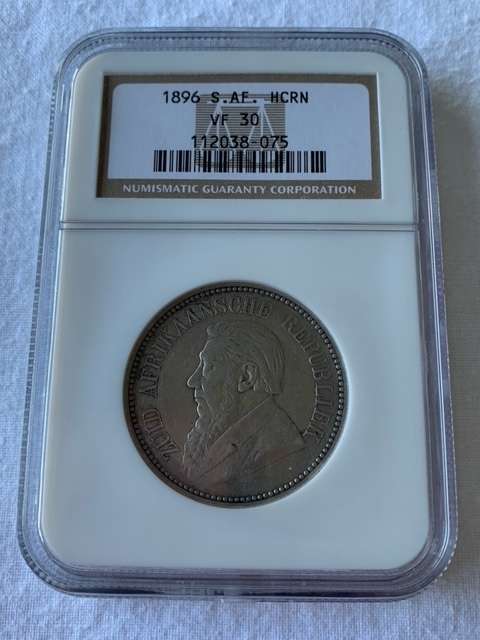 1896 S.AF. HCRN
VF 30
112038-075
NUMISMATIC GUARANTY CORPORATION
ZUID AFRIKAANSCHE REPUBLIEK